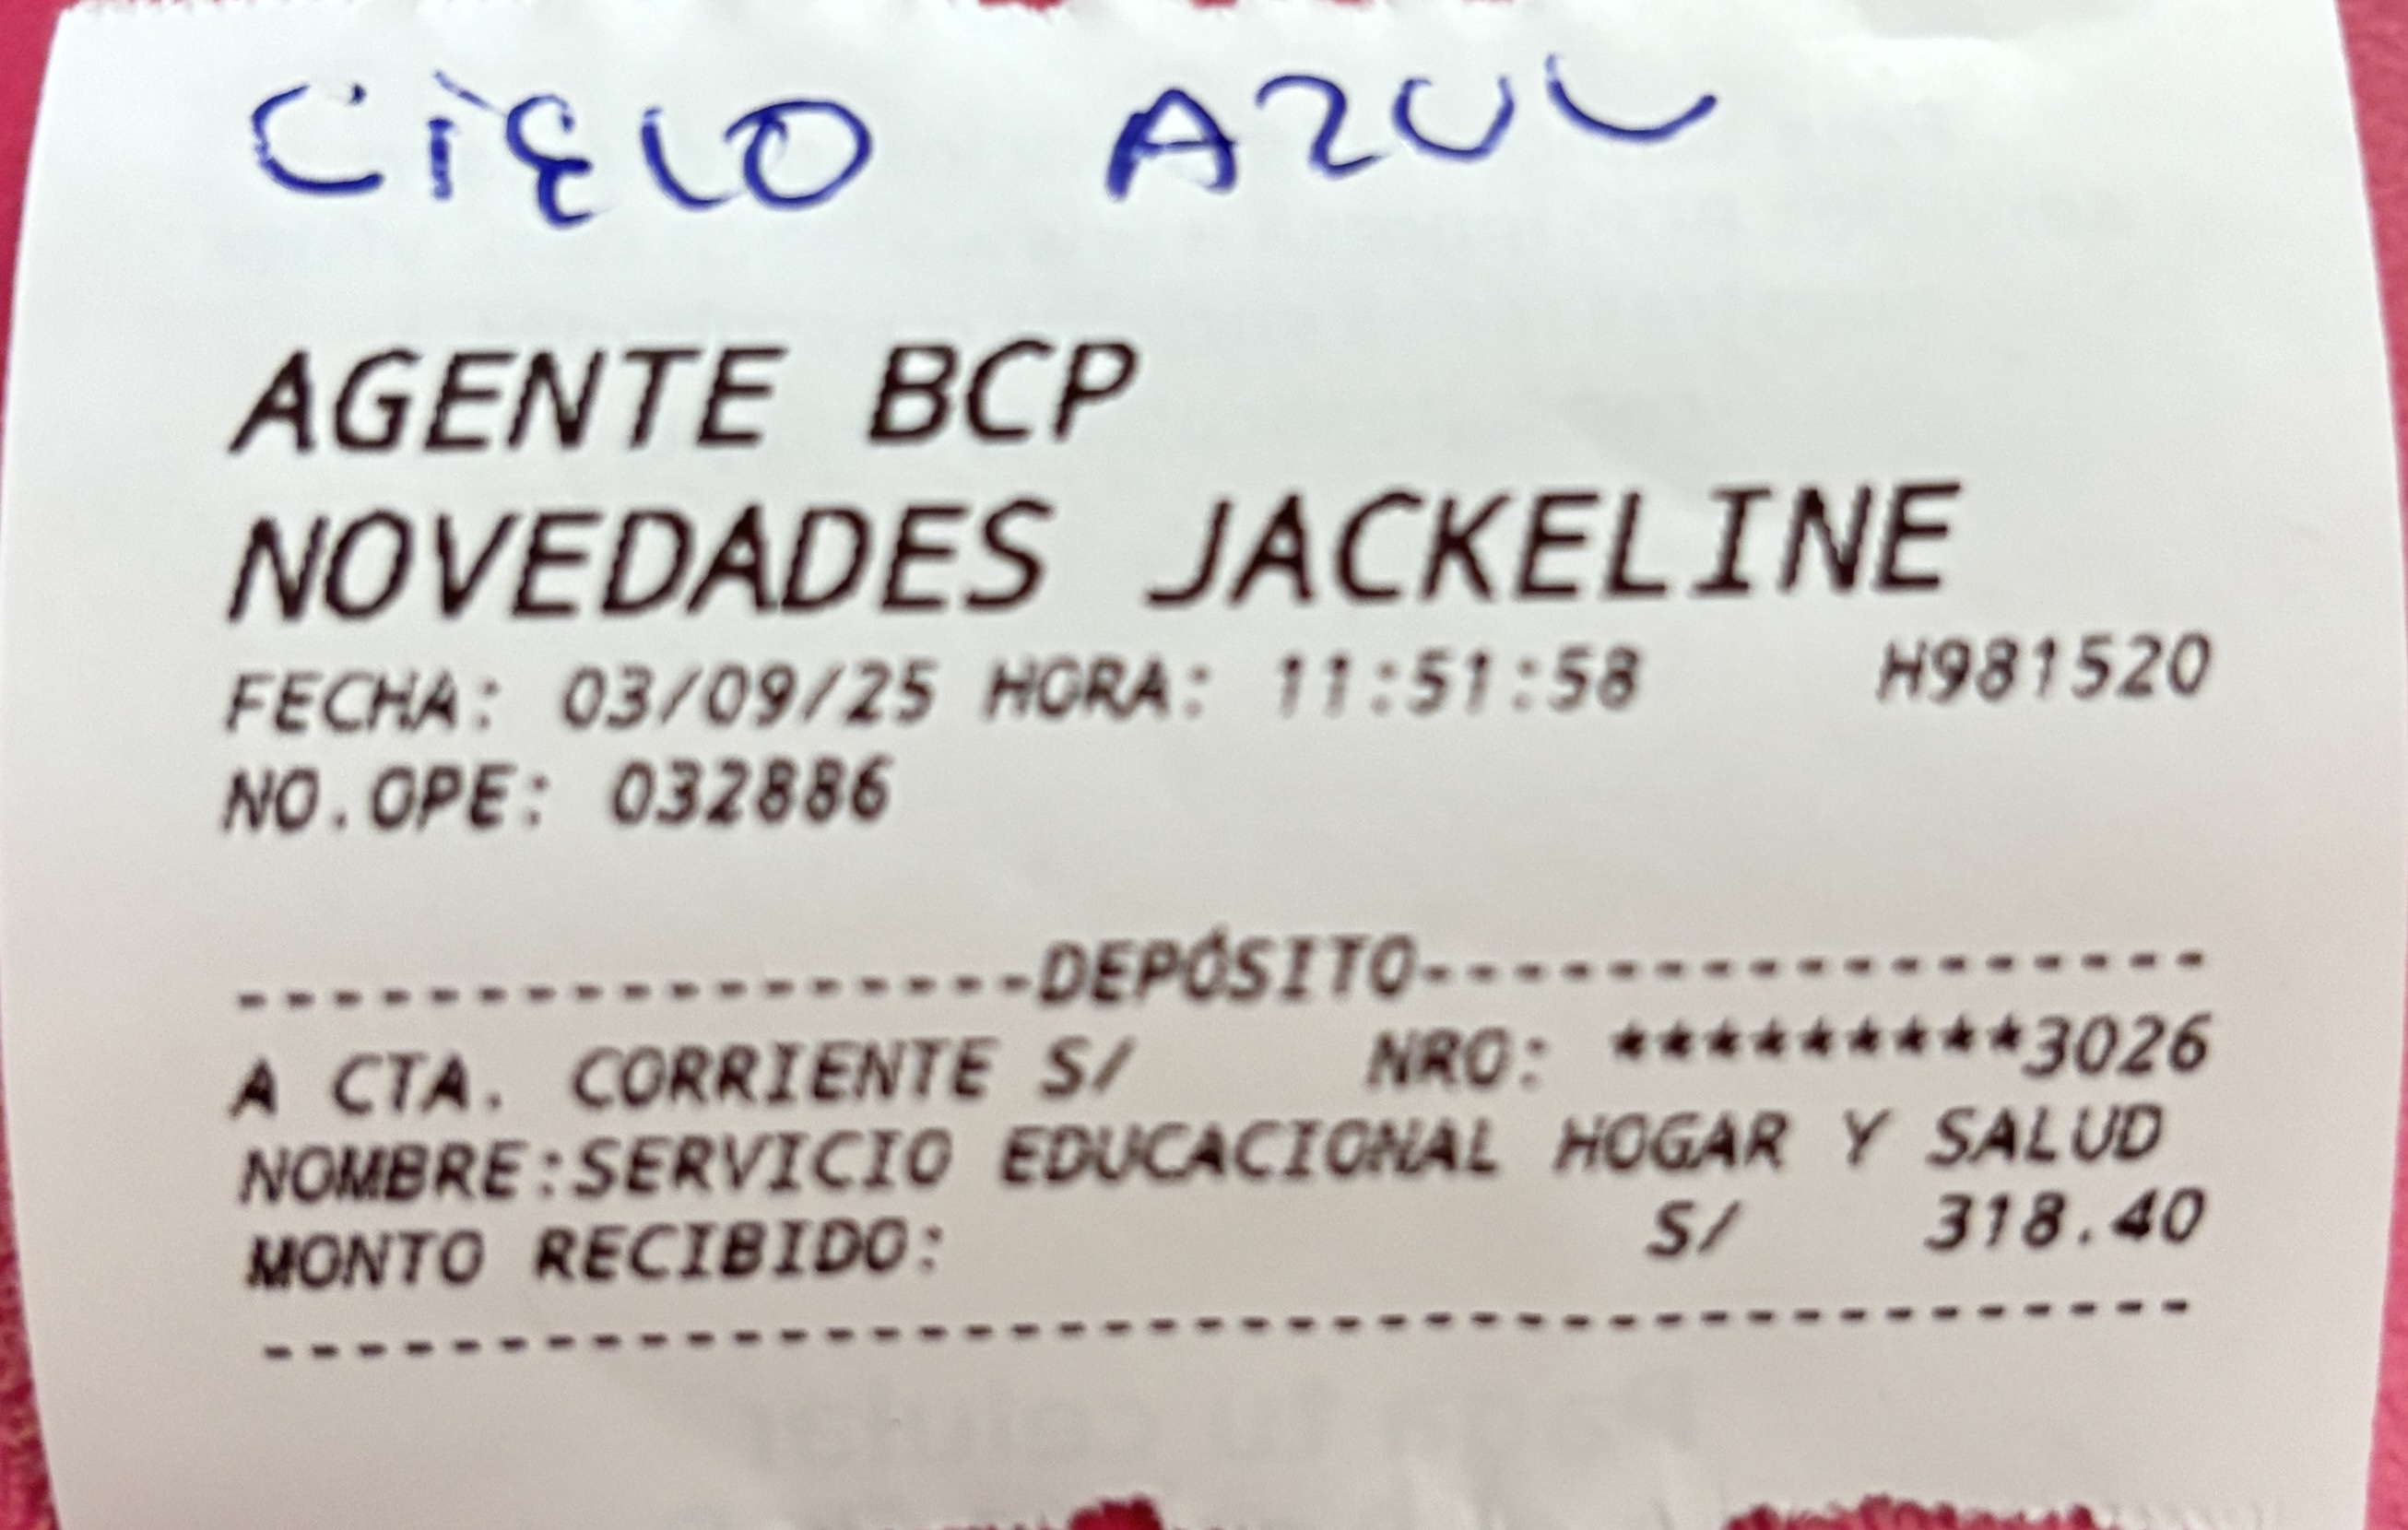 CiELO AZUL
AGENTE BCP
NOVEDADES JACKELINE
FECHA: 03/09/25 HORA: 11:51:58 H981520
NO.OPE: 032886
------------------DEPÓSITO-----------------
A CTA. CORRIENTE S/ NRO: *********3026
NOMBRE:SERVICIO EDUCACIONAL HOGAR Y SALUD
MONTO RECIBIDO: S/ 318.40
-----------------------------------------